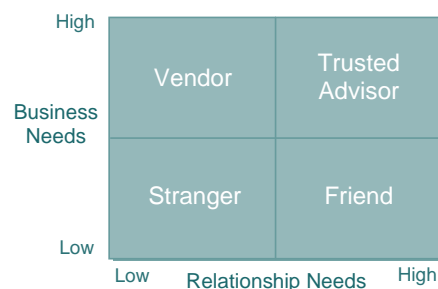 High
Vendor
Trusted
Advisor
Business
Needs
Stranger
Friend
Low
Low
Relationship Needs
High